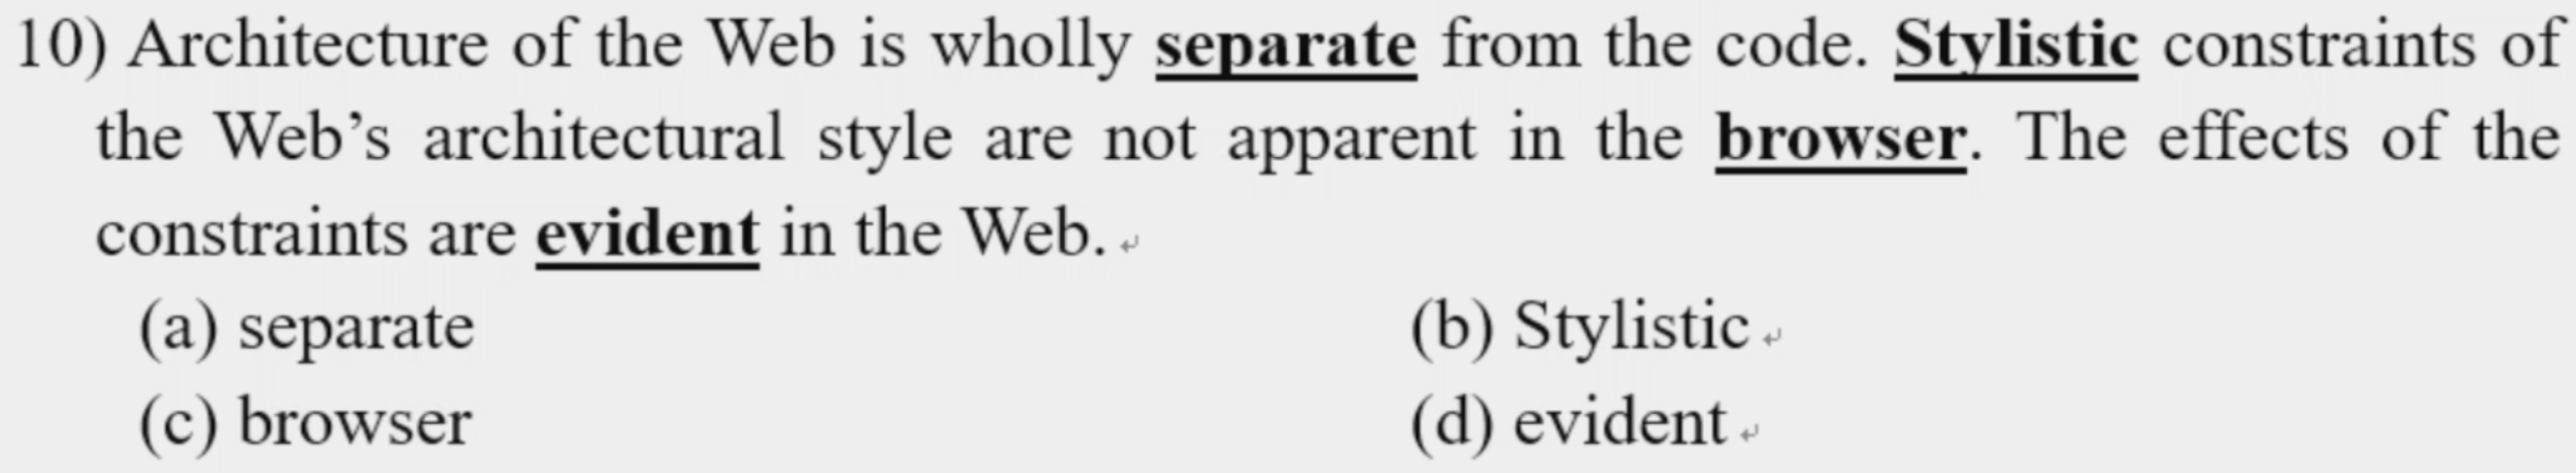 10) Architecture of the Web is wholly separate from the code. Stylistic constraints of
the Web’s architectural style are not apparent in the browser. The effects of the
constraints are evident in the Web.
(a) separate (b) Stylistic
(c) browser (d) evident